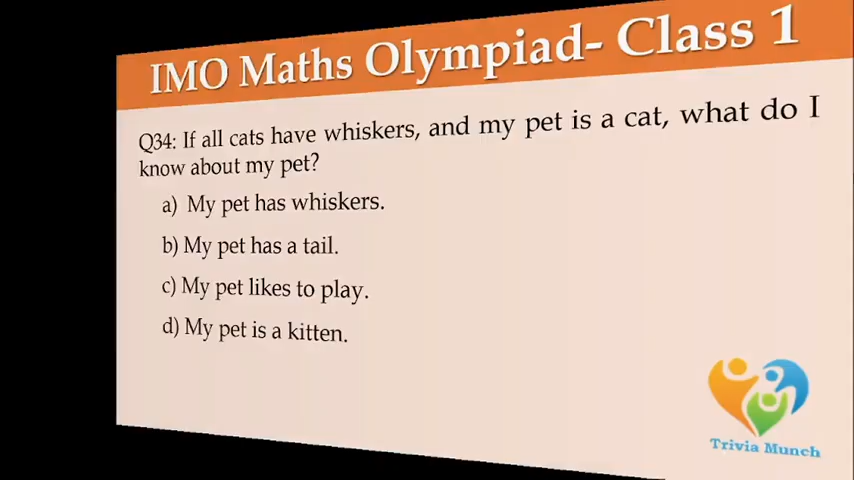 IMO Maths Olympiad- Class 1
Q34: If all cats have whiskers, and my pet is a cat, what do I
know about my pet?
a) My pet has whiskers.
b) My pet has a tail.
c) My pet likes to play.
d) My pet is a kitten.
Trivia Munch